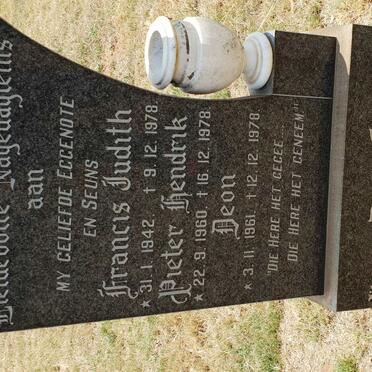 Liefdevolle Nagedagtenis
aan
MY GELIEFDE EGGENOTE
EN SEUNS
Francis Judith
* 31.1.1942 † 9.12.1978.
Pieter Hendrik
* 22.9.1960 † 16.12.1978
Deon
* 3.11.1961 † 12.12.1978
"DIE HERE HET GEGEE....
DIE HERE HET GENEEM"